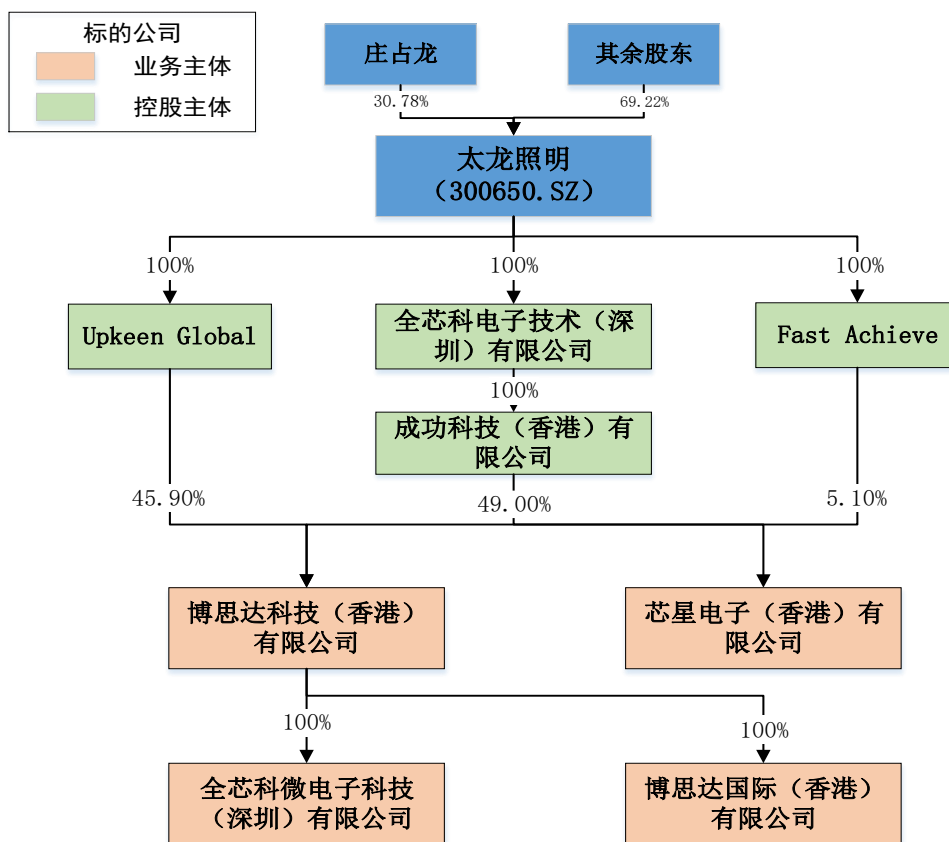 标的公司
业务主体
控股主体
庄占龙
其余股东
30.78%
69.22%
太龙照明
（300650.SZ）
100%
100%
100%
Upkeen Global
全芯科电子技术（深
圳）有限公司
Fast Achieve
100%
成功科技（香港）有
限公司
45.90%
49.00%
5.10%
博思达科技（香港）
有限公司
芯星电子（香港）有
限公司
100%
100%
全芯科微电子科技
（深圳）有限公司
博思达国际（香港）
有限公司